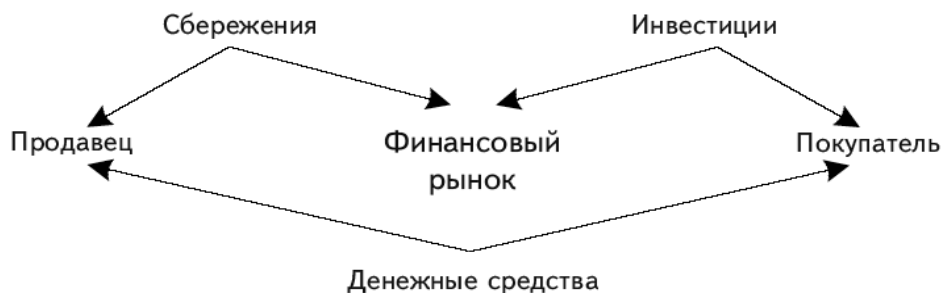 Сбережения
Инвестиции
Продавец
Финансовый
рынок
Покупатель
Денежные средства